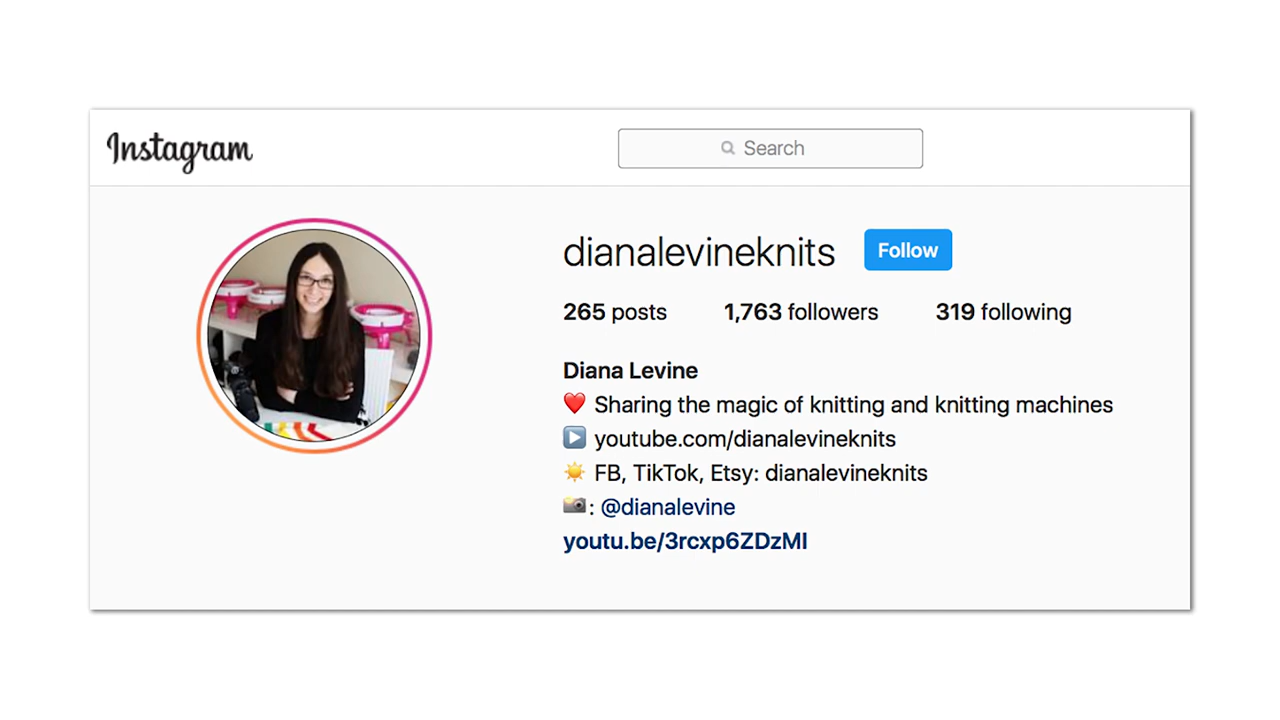 Instagram
Search
dianalevineknits Follow
265 posts 1,763 followers 319 following
Diana Levine
❤️ Sharing the magic of knitting and knitting machines
▶️ youtube.com/dianalevineknits
☀️ FB, TikTok, Etsy: dianalevineknits
📸: @dianalevine
youtu.be/3rcxp6ZDzMI